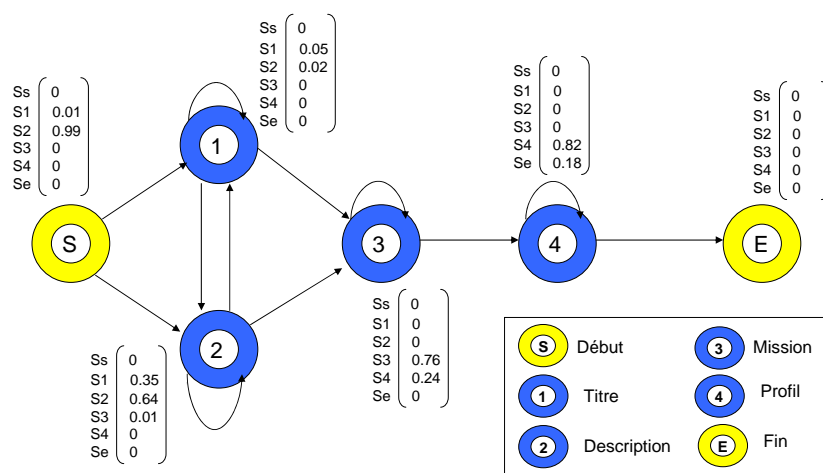 Ss 0
S1 0.01
S2 0.99
S3 0
S4 0
Se 0
Ss 0
S1 0.05
S2 0.02
S3 0
S4 0
Se 0
Ss 0
S1 0
S2 0
S3 0
S4 0.82
Se 0.18
Ss 0
S1 0
S2 0
S3 0
S4 0
Se 0
S
1
2
3
4
E
Ss 0
S1 0.35
S2 0.64
S3 0.01
S4 0
Se 0
Ss 0
S1 0
S2 0
S3 0.76
S4 0.24
Se 0
S Début
1 Titre
2 Description
3 Mission
4 Profil
E Fin